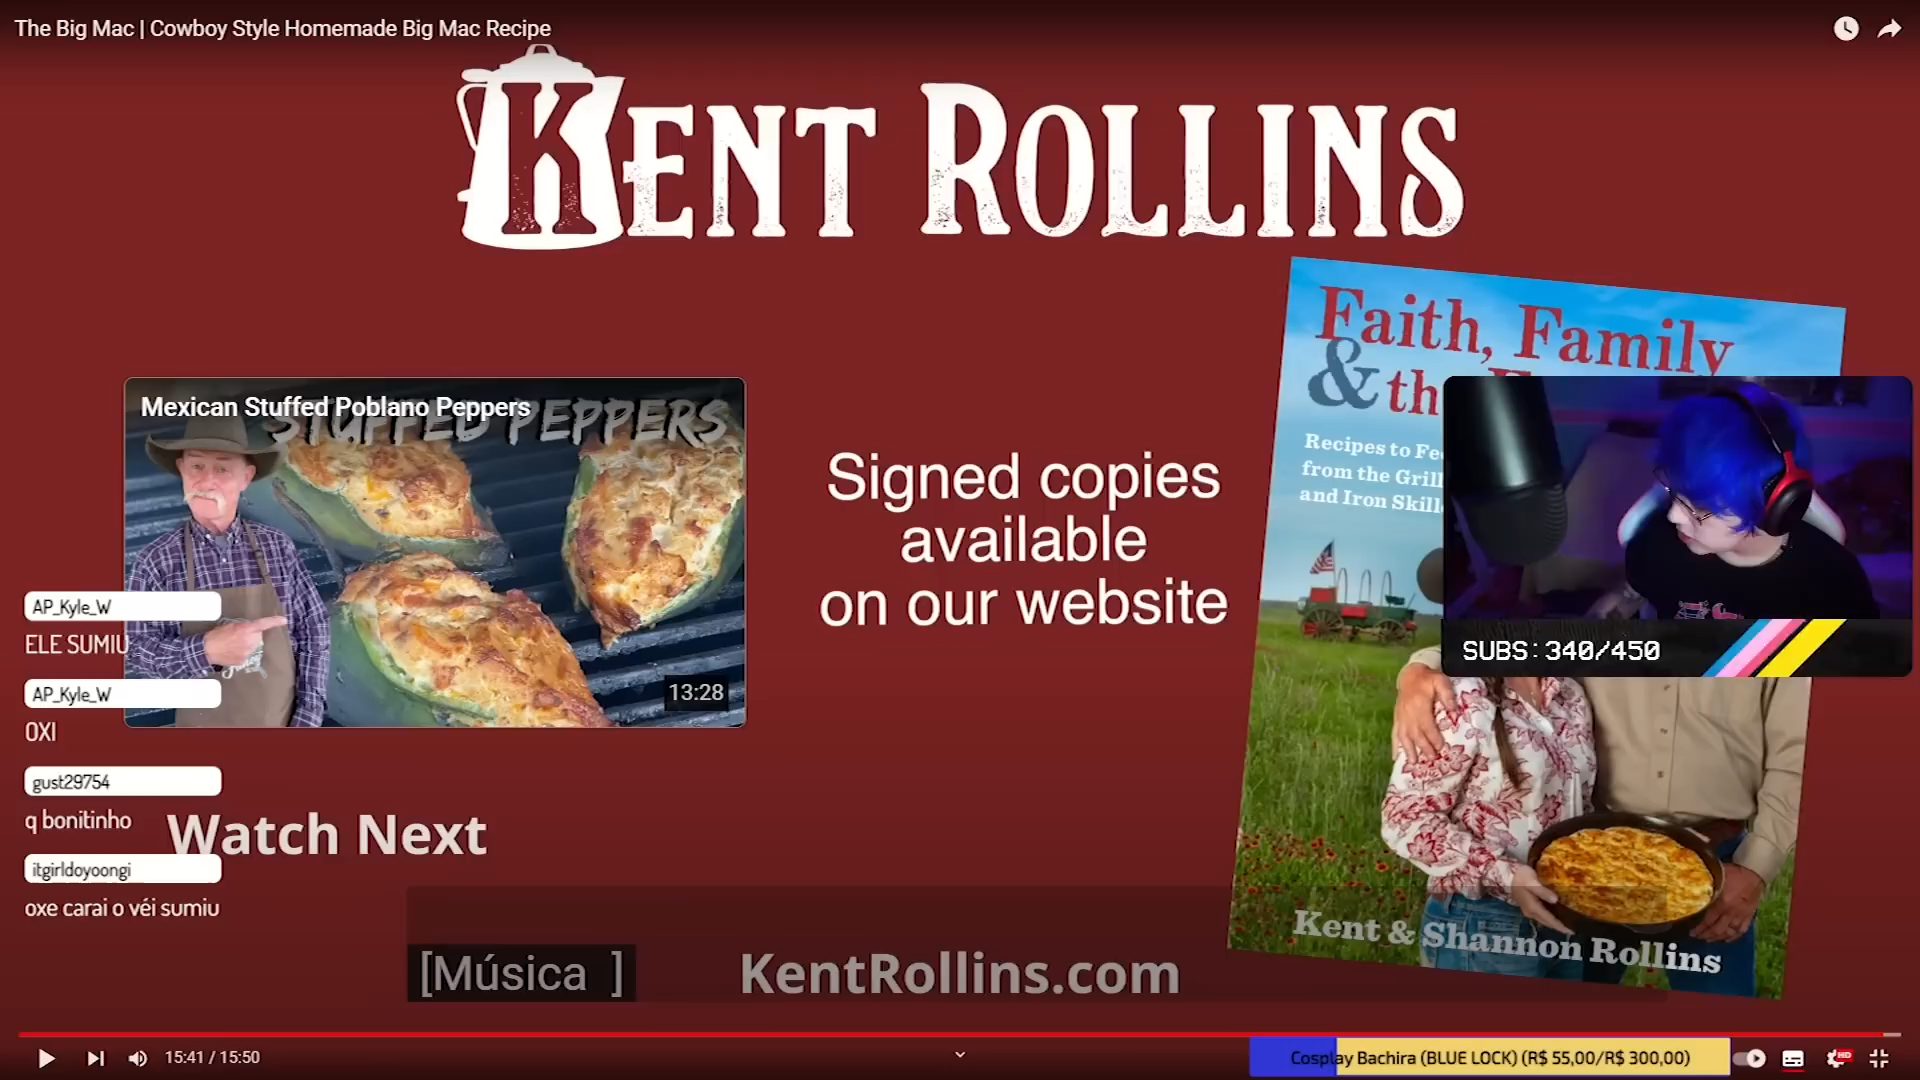 The Big Mac | Cowboy Style Homemade Big Mac Recipe
KENT ROLLINS
Faith, Family
& th
Recipes to Fe
from the Grill
and Iron Skill
Mexican Stuffed Poblano Peppers
STUFFED PEPPERS
13:28
Signed copies
available
on our website
SUBS: 340/450
AP_Kyle_W
ELE SUMIU
AP_Kyle_W
OXI
gust29754
q bonitinho
itgirldoyoongi
oxe carai o véi sumiu
Watch Next
Kent & Shannon Rollins
[Música ]
KentRollins.com
15:41 / 15:50
Cosplay Bachira (BLUE LOCK) (R$ 55,00/R$ 300,00)
HD